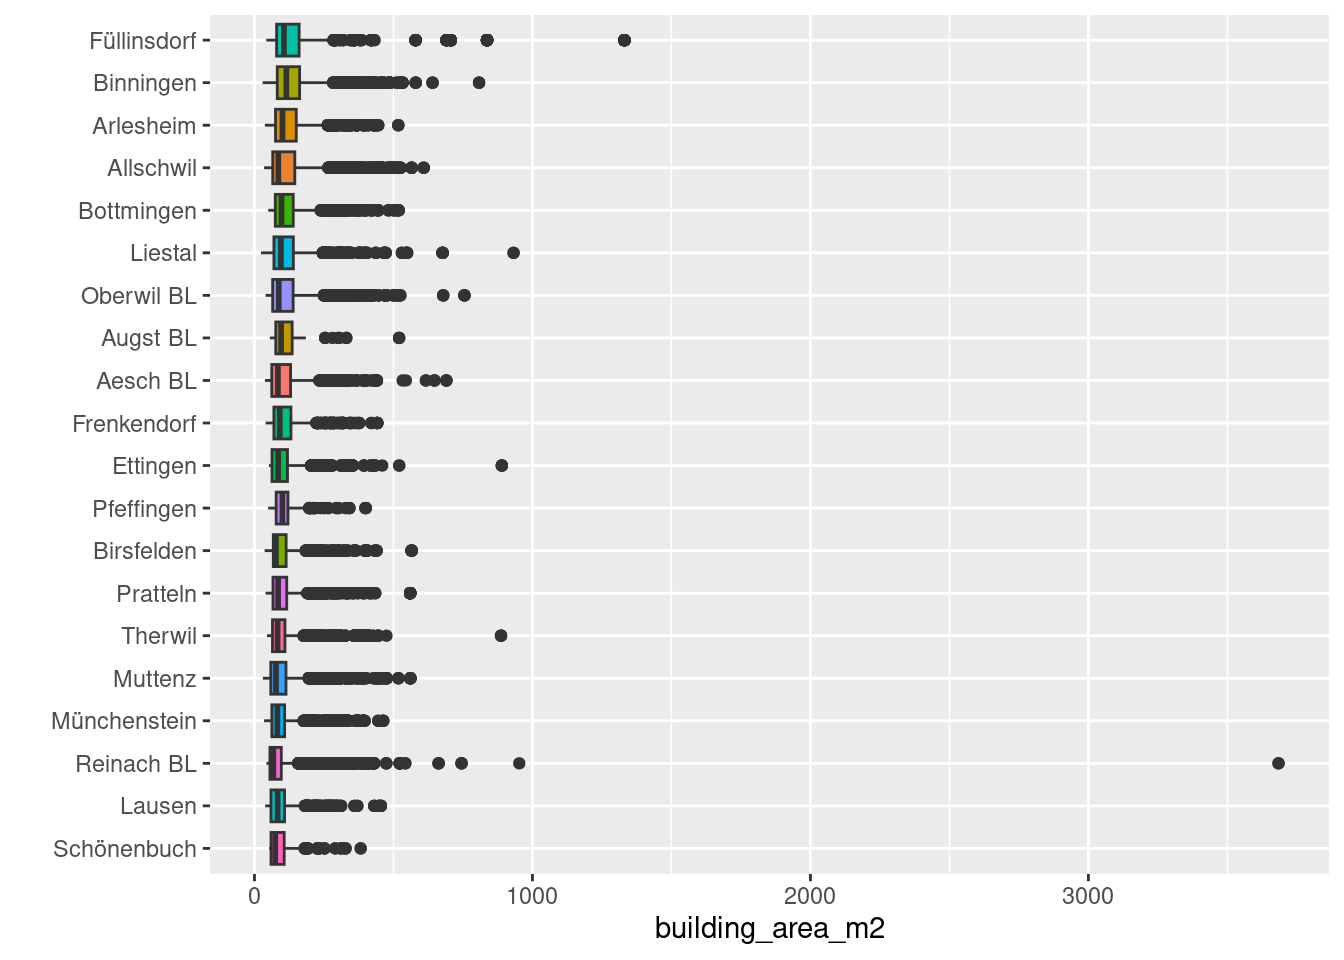 Füllinsdorf
Binningen
Arlesheim
Allschwil
Bottmingen
Liestal
Oberwil BL
Augst BL
Aesch BL
Frenkendorf
Ettingen
Pfeffingen
Birsfelden
Pratteln
Therwil
Muttenz
Münchenstein
Reinach BL
Lausen
Schönenbuch
0 1000 2000 3000
building_area_m2